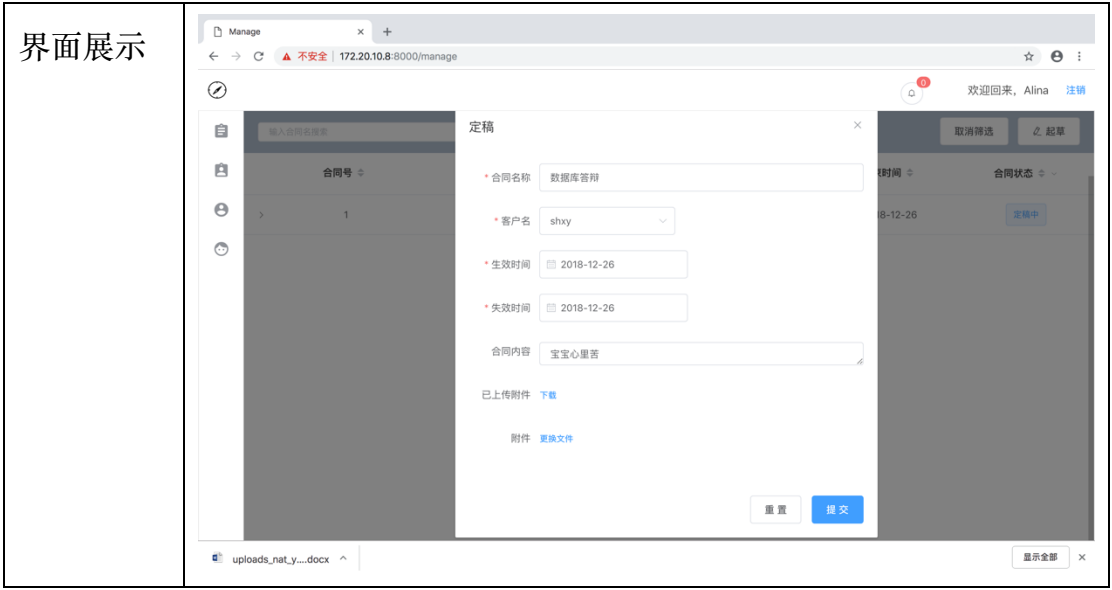 界面展示
Manage
不安全 | 172.20.10.8:8000/manage
0
欢迎回来，Alina 注销
输入合同名搜索
取消筛选 起草
定稿
合同号
时间
合同状态
1
8-12-26
定稿中
* 合同名称 数据库答辩
* 客户名 shxy
* 生效时间 2018-12-26
* 失效时间 2018-12-26
合同内容 宝宝心里苦
已上传附件 下载
附件 更换文件
重置 提交
uploads_nat_y....docx
显示全部